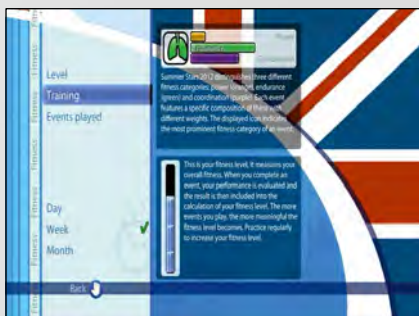 Fitness
Fitness
Fitness
Fitness
Fitness
Level
Training
Events played
Day
Week
Month
Back
Summer Stars 2012 distinguishes three different
fitness categories: power (orange), endurance
(green) and coordination (purple). Each event
features a specific composition of these with
different weights. The displayed icon indicates
the most prominent fitness category of an event.
This is your fitness level. It measures your
overall fitness. When you complete an
event, your performance is evaluated and
the result is then included into the
calculation of your fitness level. The more
events you play, the more meaningful the
fitness level becomes. Practice regularly
to increase your fitness level.